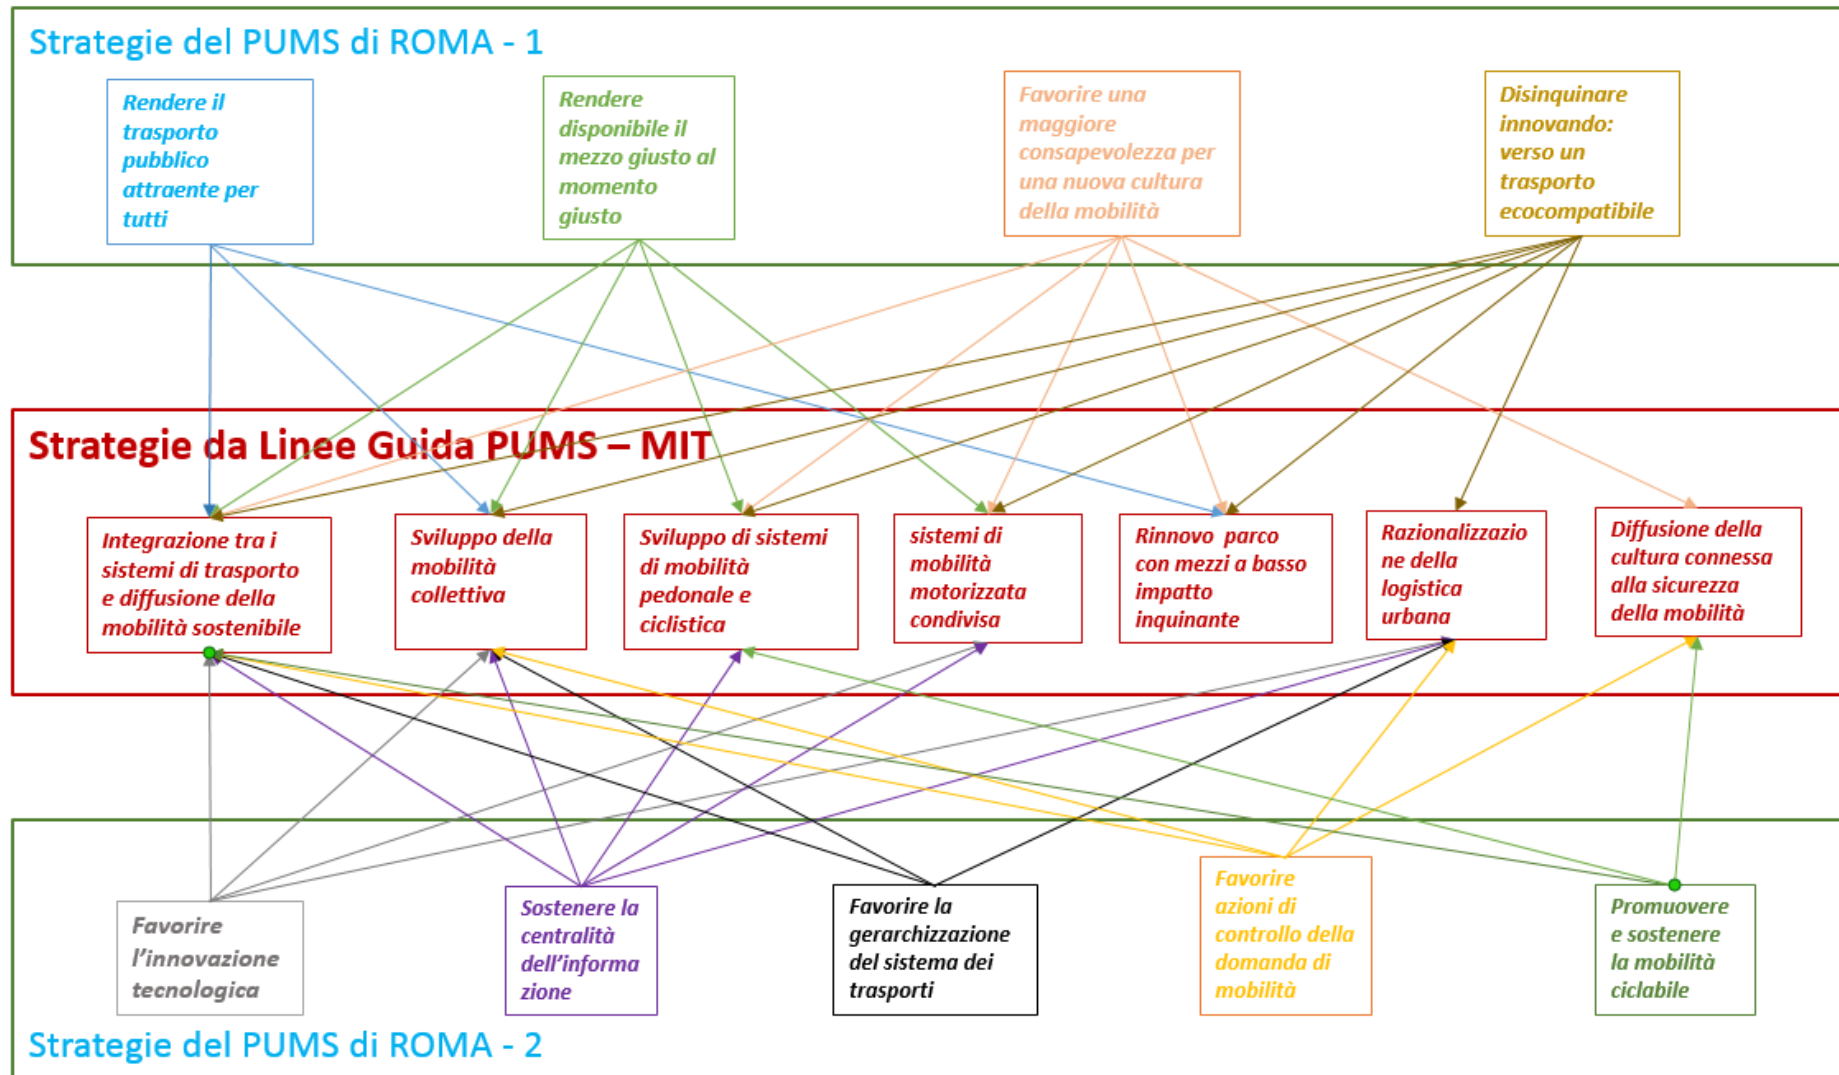 Strategie del PUMS di ROMA - 1
Rendere il
trasporto
pubblico
attraente per
tutti
Rendere
disponibile il
mezzo giusto al
momento
giusto
Favorire una
maggiore
consapevolezza per
una nuova cultura
della mobilità
Disinquinare
innovando:
verso un
trasporto
ecocompatibile
Strategie da Linee Guida PUMS – MIT
Integrazione tra i
sistemi di trasporto
e diffusione della
mobilità sostenibile
Sviluppo della
mobilità
collettiva
Sviluppo di sistemi
di mobilità
pedonale e
ciclistica
sistemi di
mobilità
motorizzata
condivisa
Rinnovo parco
con mezzi a basso
impatto
inquinante
Razionalizzazio
ne della
logistica
urbana
Diffusione della
cultura connessa
alla sicurezza
della mobilità
Favorire
l’innovazione
tecnologica
Sostenere la
centralità
dell’informa
zione
Favorire la
gerarchizzazione
del sistema dei
trasporti
Favorire
azioni di
controllo della
domanda di
mobilità
Promuovere
e sostenere
la mobilità
ciclabile
Strategie del PUMS di ROMA - 2